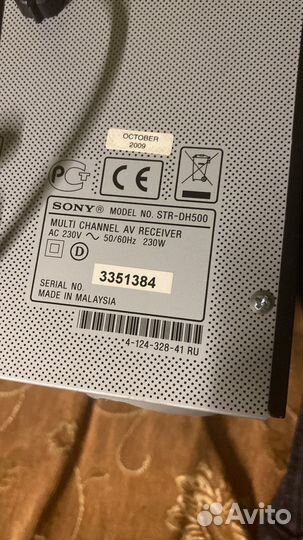 OCTOBER
2009
PCT
CE
SONY® MODEL NO. STR-DH500
MULTI CHANNEL AV RECEIVER
AC 230V ~ 50/60Hz 230W
D
3351384
SERIAL NO.
MADE IN MALAYSIA
4-124-328-41 RU
Avito